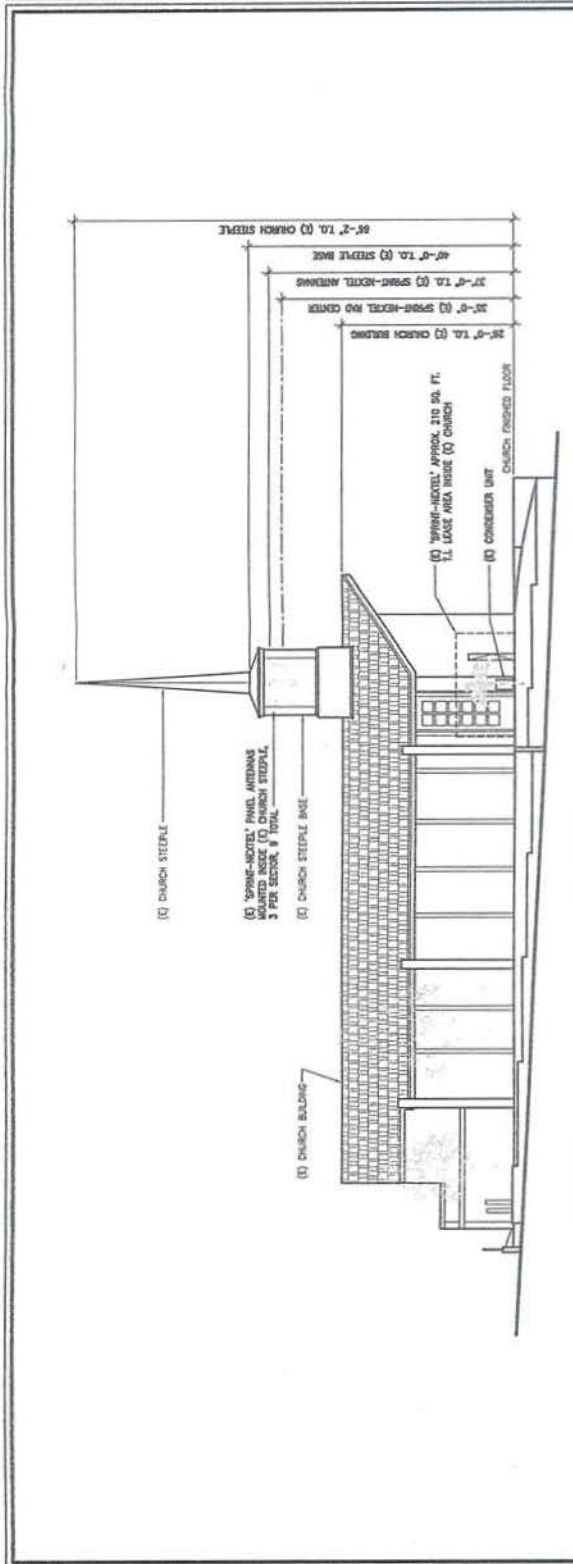 (E) CHURCH STEEPLE
(E) 'SPRINT-NEXTEL' PANEL ANTENNAS
MOUNTED INSIDE (E) CHURCH STEEPLE,
3 PER SECTOR, 9 TOTAL
(E) CHURCH STEEPLE BASE
(E) CHURCH BUILDING
(E) 'SPRINT-NEXTEL' APPROX. 210 SQ. FT.
T.I. LEASE AREA INSIDE (E) CHURCH
(E) CONDENSER UNIT
CHURCH FINISHED FLOOR
26'-0" T.O. (E) CHURCH BUILDING
35'-0" (E) SPRINT-NEXTEL RAD CENTER
37'-0" T.O. (E) SPRINT-NEXTEL ANTENNAS
40'-0" T.O. (E) STEEPLE BASE
T.O. (E) CHURCH STEEPLE